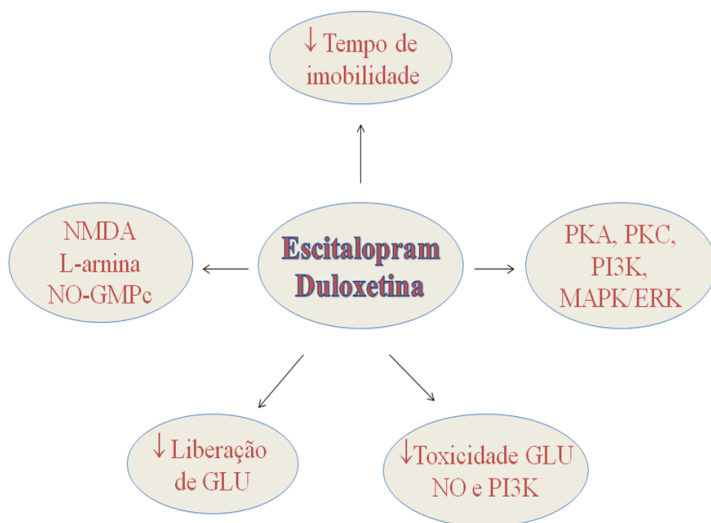 ↓ Tempo de
imobilidade
NMDA
L-arnina
NO-GMPc
Escitalopram
Duloxetina
PKA, PKC,
PI3K,
MAPK/ERK
↓ Liberação
de GLU
↓Toxicidade GLU
NO e PI3K